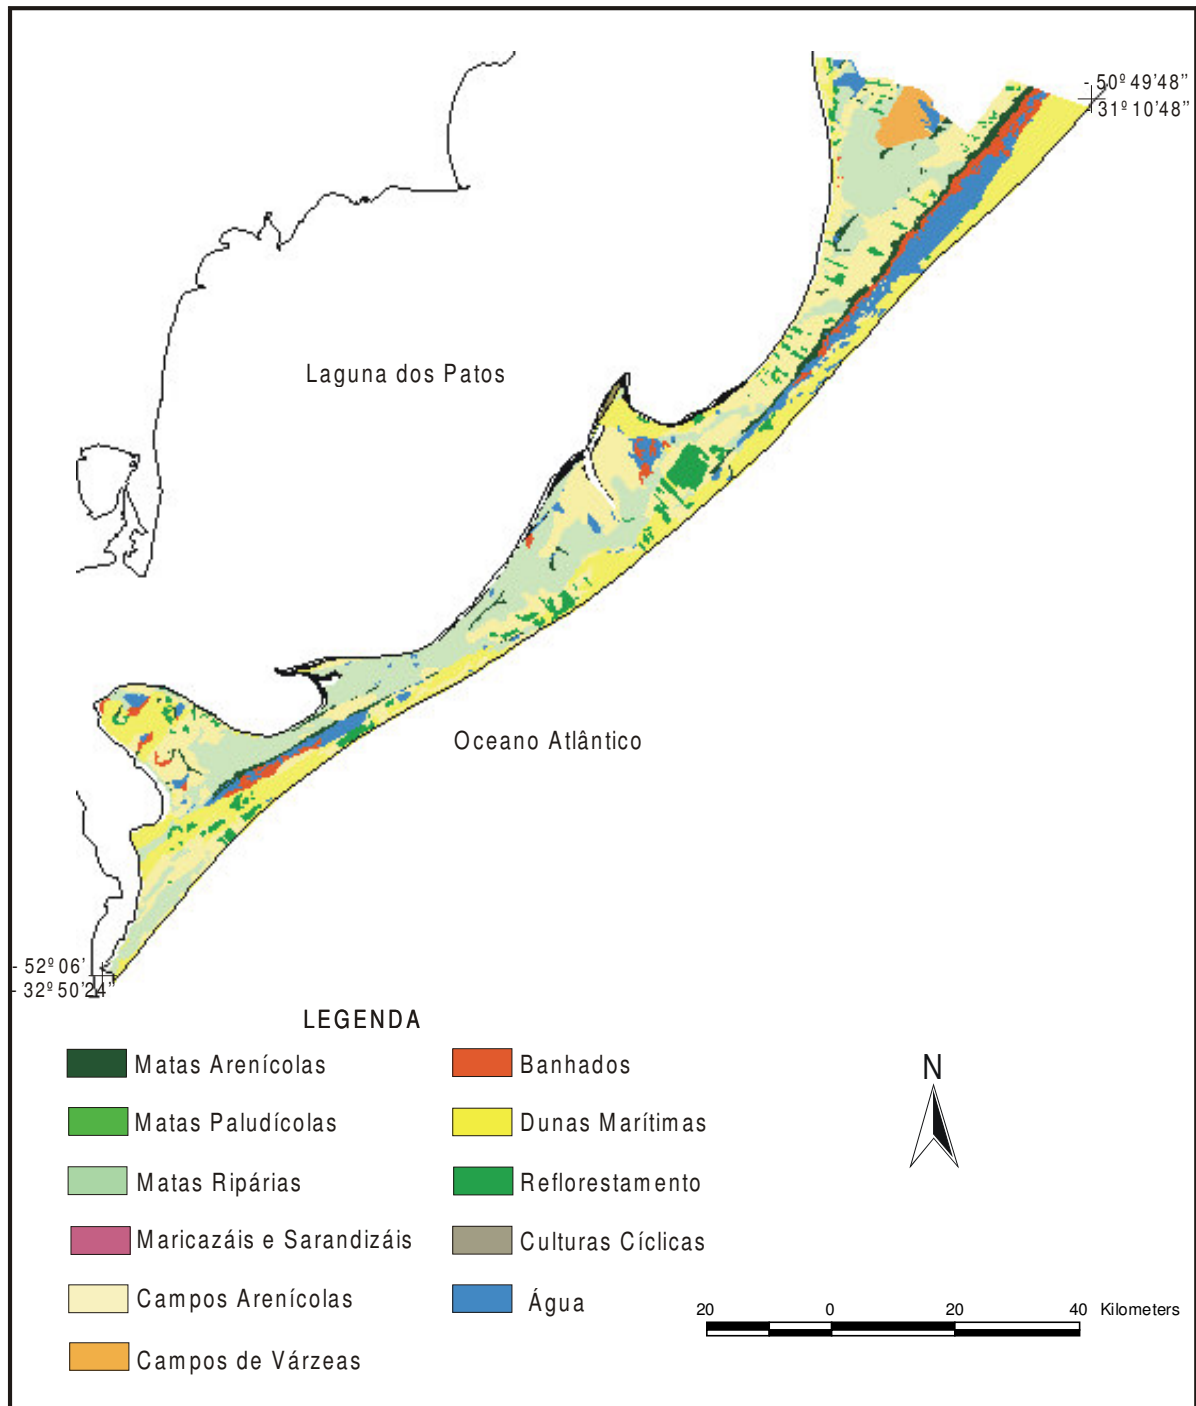 - 50º 49’48”
- 31º 10’48”
Laguna dos Patos
Oceano Atlântico
- 52º 06’
- 32º 50’24”
LEGENDA
Matas Arenícolas
Matas Paludícolas
Matas Ripárias
Maricazáis e Sarandizáis
Campos Arenícolas
Campos de Várzeas
Banhados
Dunas Marítimas
Reflorestamento
Culturas Cíclicas
Água
N
20 0 20 40 Kilometers